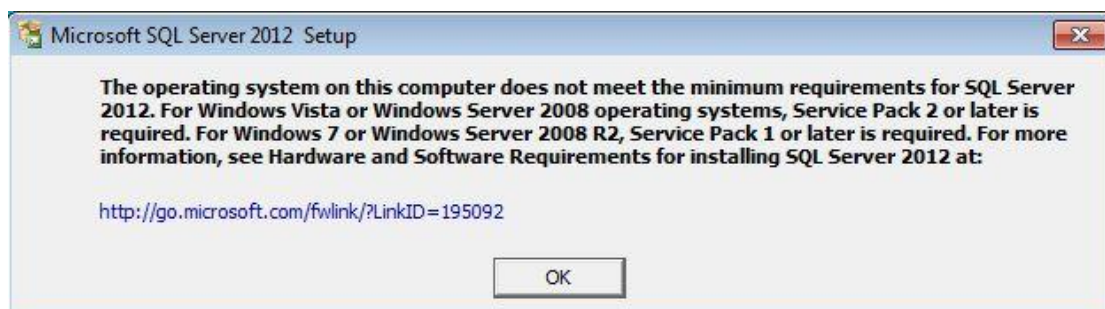 Microsoft SQL Server 2012 Setup
The operating system on this computer does not meet the minimum requirements for SQL Server
2012. For Windows Vista or Windows Server 2008 operating systems, Service Pack 2 or later is
required. For Windows 7 or Windows Server 2008 R2, Service Pack 1 or later is required. For more
information, see Hardware and Software Requirements for installing SQL Server 2012 at:
http://go.microsoft.com/fwlink/?LinkID=195092
OK